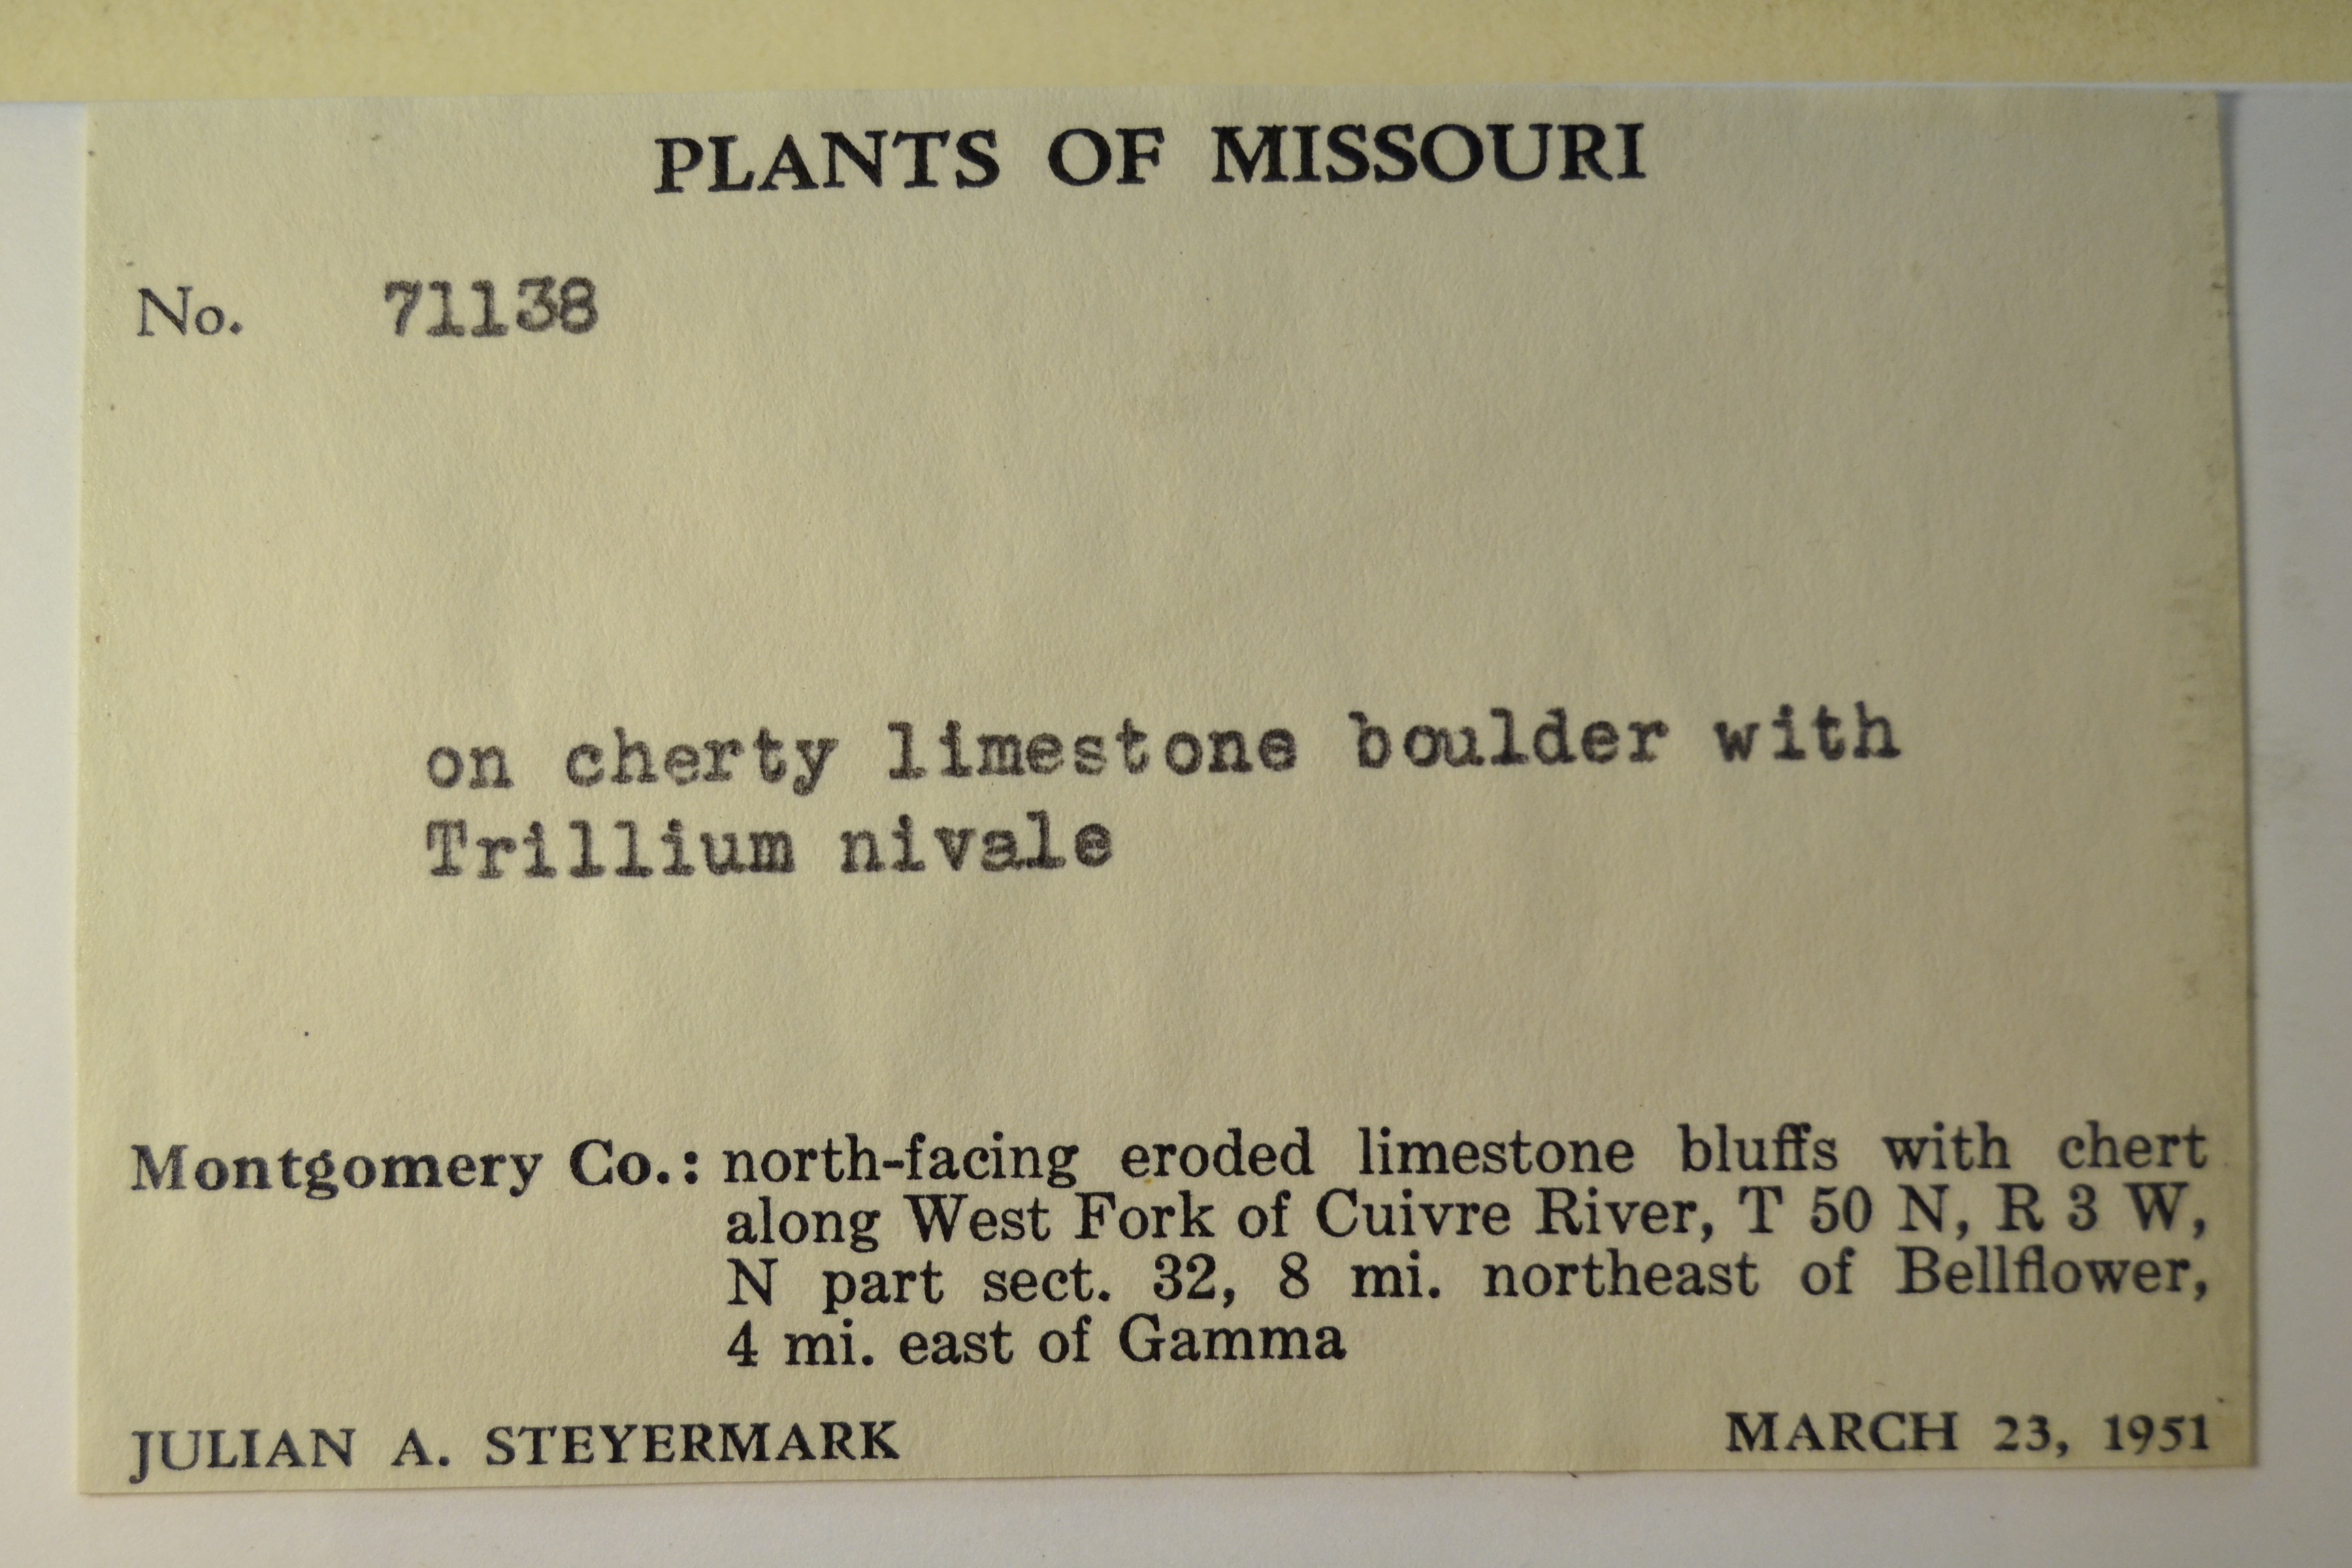 PLANTS OF MISSOURI
No. 71138
on cherty limestone boulder with
Trillium nivale
Montgomery Co.: north-facing eroded limestone bluffs with chert
along West Fork of Cuivre River, T 50 N, R 3 W,
N part sect. 32, 8 mi. northeast of Bellflower,
4 mi. east of Gamma
JULIAN A. STEYERMARK MARCH 23, 1951